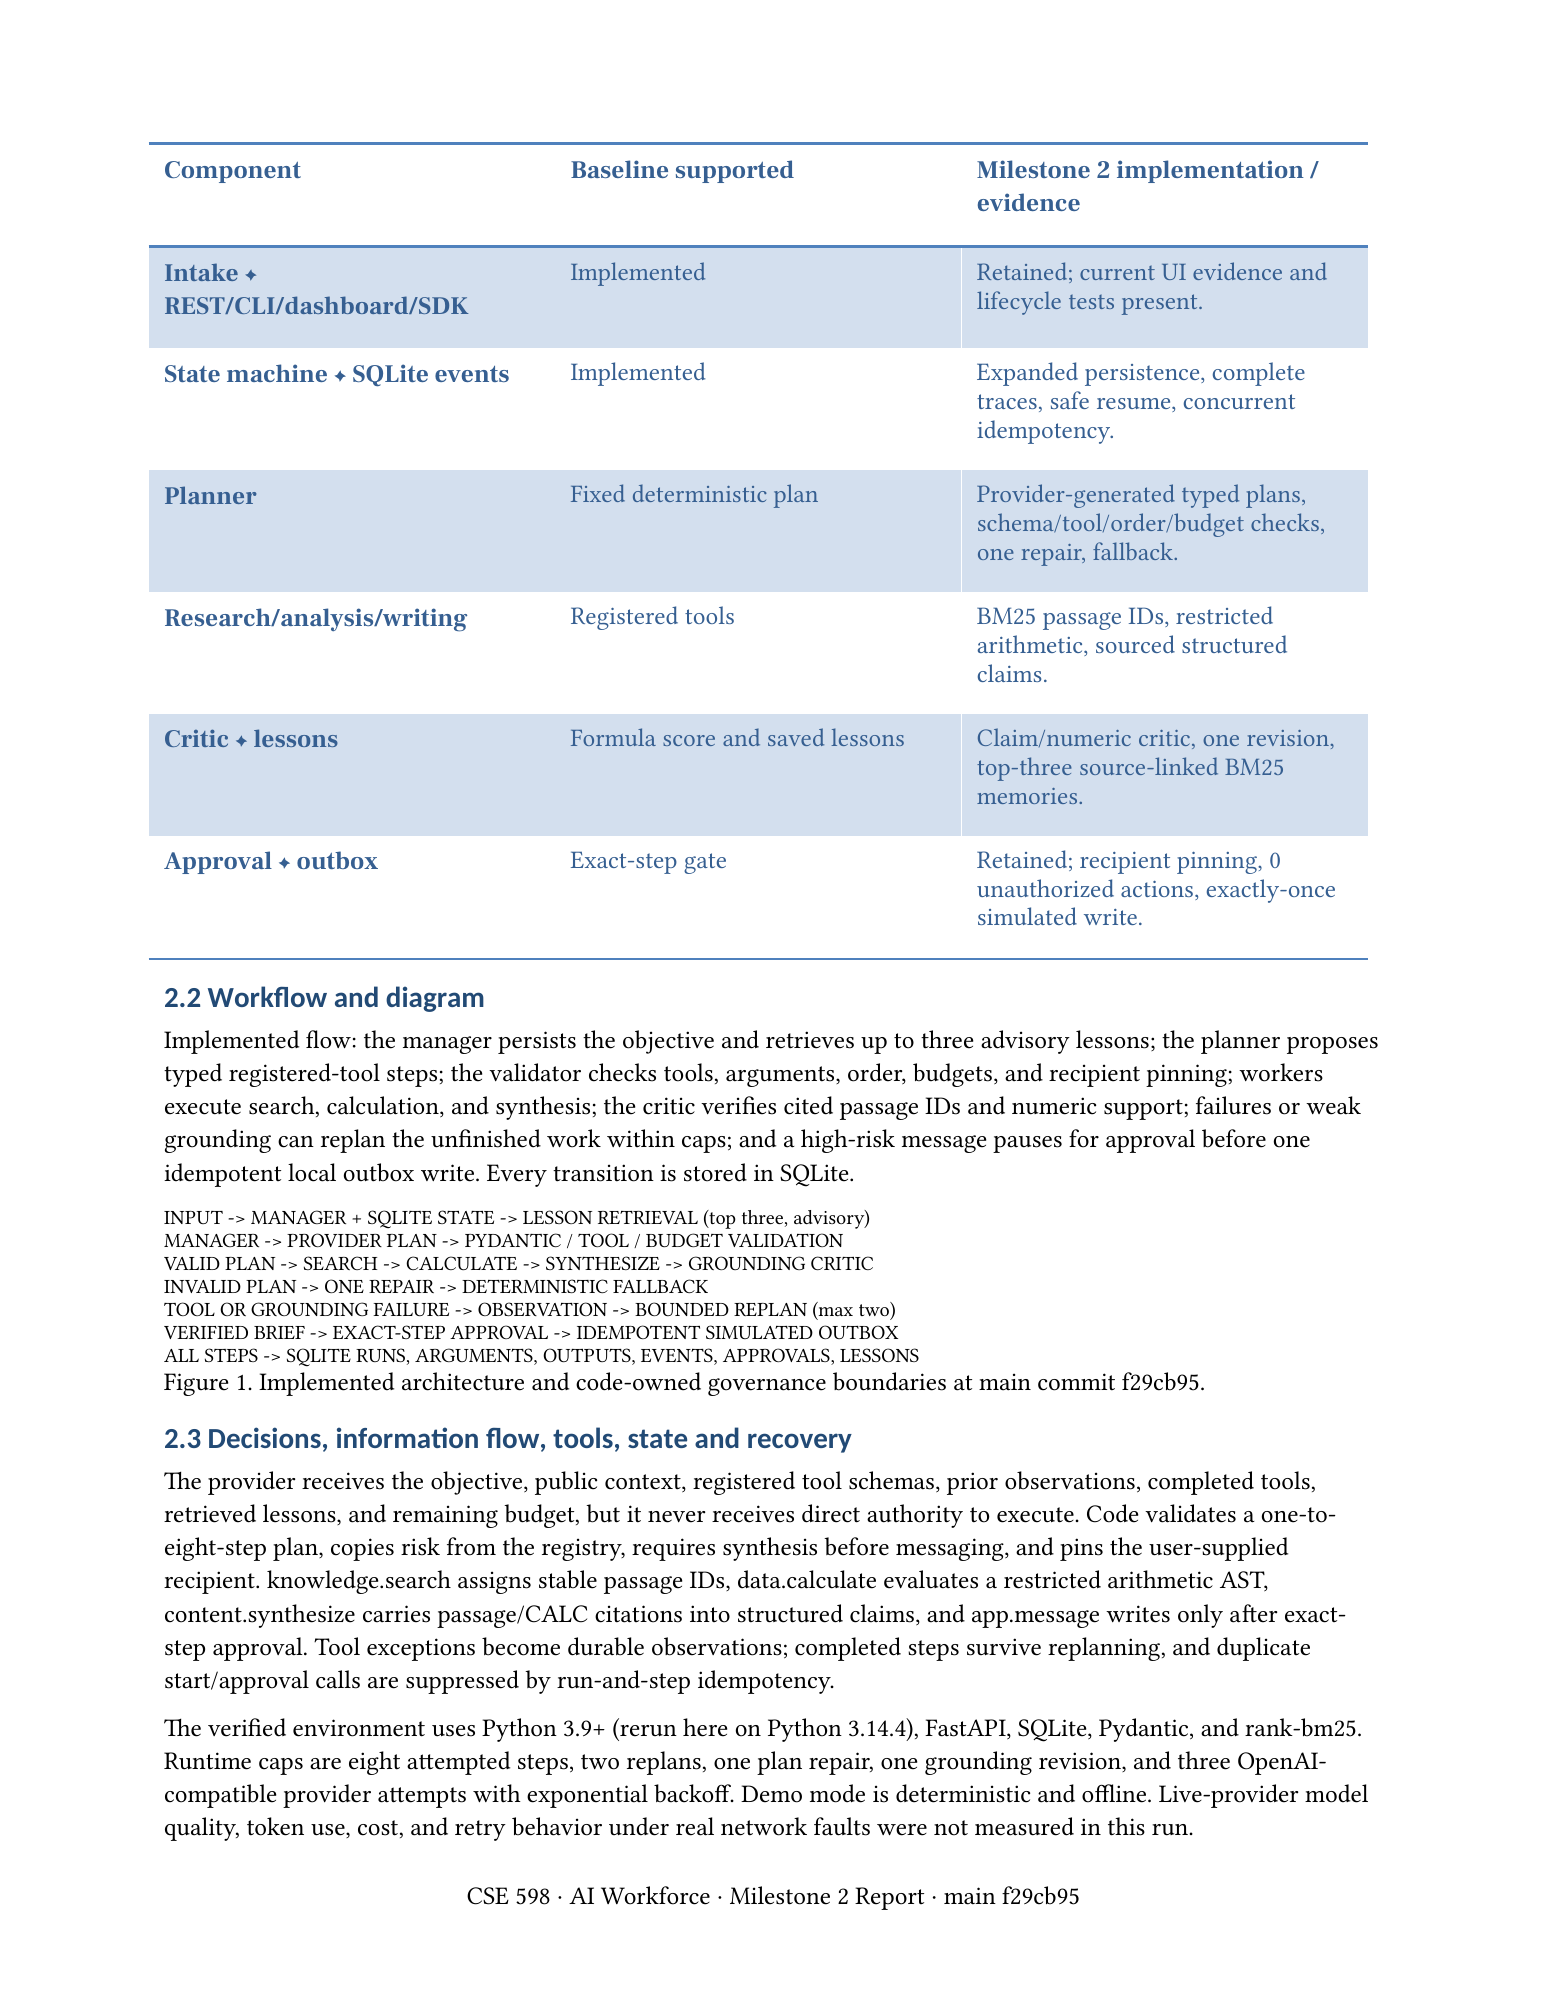 Component Baseline supported Milestone 2 implementation /
evidence
Intake ✦ Implemented Retained; current UI evidence and
REST/CLI/dashboard/SDK lifecycle tests present.
State machine ✦ SQLite events Implemented Expanded persistence, complete
traces, safe resume, concurrent
idempotency.
Planner Fixed deterministic plan Provider-generated typed plans,
schema/tool/order/budget checks,
one repair, fallback.
Research/analysis/writing Registered tools BM25 passage IDs, restricted
arithmetic, sourced structured
claims.
Critic ✦ lessons Formula score and saved lessons Claim/numeric critic, one revision,
top-three source-linked BM25
memories.
Approval ✦ outbox Exact-step gate Retained; recipient pinning, 0
unauthorized actions, exactly-once
simulated write.
2.2 Workflow and diagram
Implemented flow: the manager persists the objective and retrieves up to three advisory lessons; the planner proposes
typed registered-tool steps; the validator checks tools, arguments, order, budgets, and recipient pinning; workers
execute search, calculation, and synthesis; the critic verifies cited passage IDs and numeric support; failures or weak
grounding can replan the unfinished work within caps; and a high-risk message pauses for approval before one
idempotent local outbox write. Every transition is stored in SQLite.
INPUT -> MANAGER + SQLITE STATE -> LESSON RETRIEVAL (top three, advisory)
MANAGER -> PROVIDER PLAN -> PYDANTIC / TOOL / BUDGET VALIDATION
VALID PLAN -> SEARCH -> CALCULATE -> SYNTHESIZE -> GROUNDING CRITIC
INVALID PLAN -> ONE REPAIR -> DETERMINISTIC FALLBACK
TOOL OR GROUNDING FAILURE -> OBSERVATION -> BOUNDED REPLAN (max two)
VERIFIED BRIEF -> EXACT-STEP APPROVAL -> IDEMPOTENT SIMULATED OUTBOX
ALL STEPS -> SQLITE RUNS, ARGUMENTS, OUTPUTS, EVENTS, APPROVALS, LESSONS
Figure 1. Implemented architecture and code-owned governance boundaries at main commit f29cb95.
2.3 Decisions, information flow, tools, state and recovery
The provider receives the objective, public context, registered tool schemas, prior observations, completed tools,
retrieved lessons, and remaining budget, but it never receives direct authority to execute. Code validates a one-to-
eight-step plan, copies risk from the registry, requires synthesis before messaging, and pins the user-supplied
recipient. knowledge.search assigns stable passage IDs, data.calculate evaluates a restricted arithmetic AST,
content.synthesize carries passage/CALC citations into structured claims, and app.message writes only after exact-
step approval. Tool exceptions become durable observations; completed steps survive replanning, and duplicate
start/approval calls are suppressed by run-and-step idempotency.
The verified environment uses Python 3.9+ (rerun here on Python 3.14.4), FastAPI, SQLite, Pydantic, and rank-bm25.
Runtime caps are eight attempted steps, two replans, one plan repair, one grounding revision, and three OpenAI-
compatible provider attempts with exponential backoff. Demo mode is deterministic and offline. Live-provider model
quality, token use, cost, and retry behavior under real network faults were not measured in this run.
CSE 598 · AI Workforce · Milestone 2 Report · main f29cb95